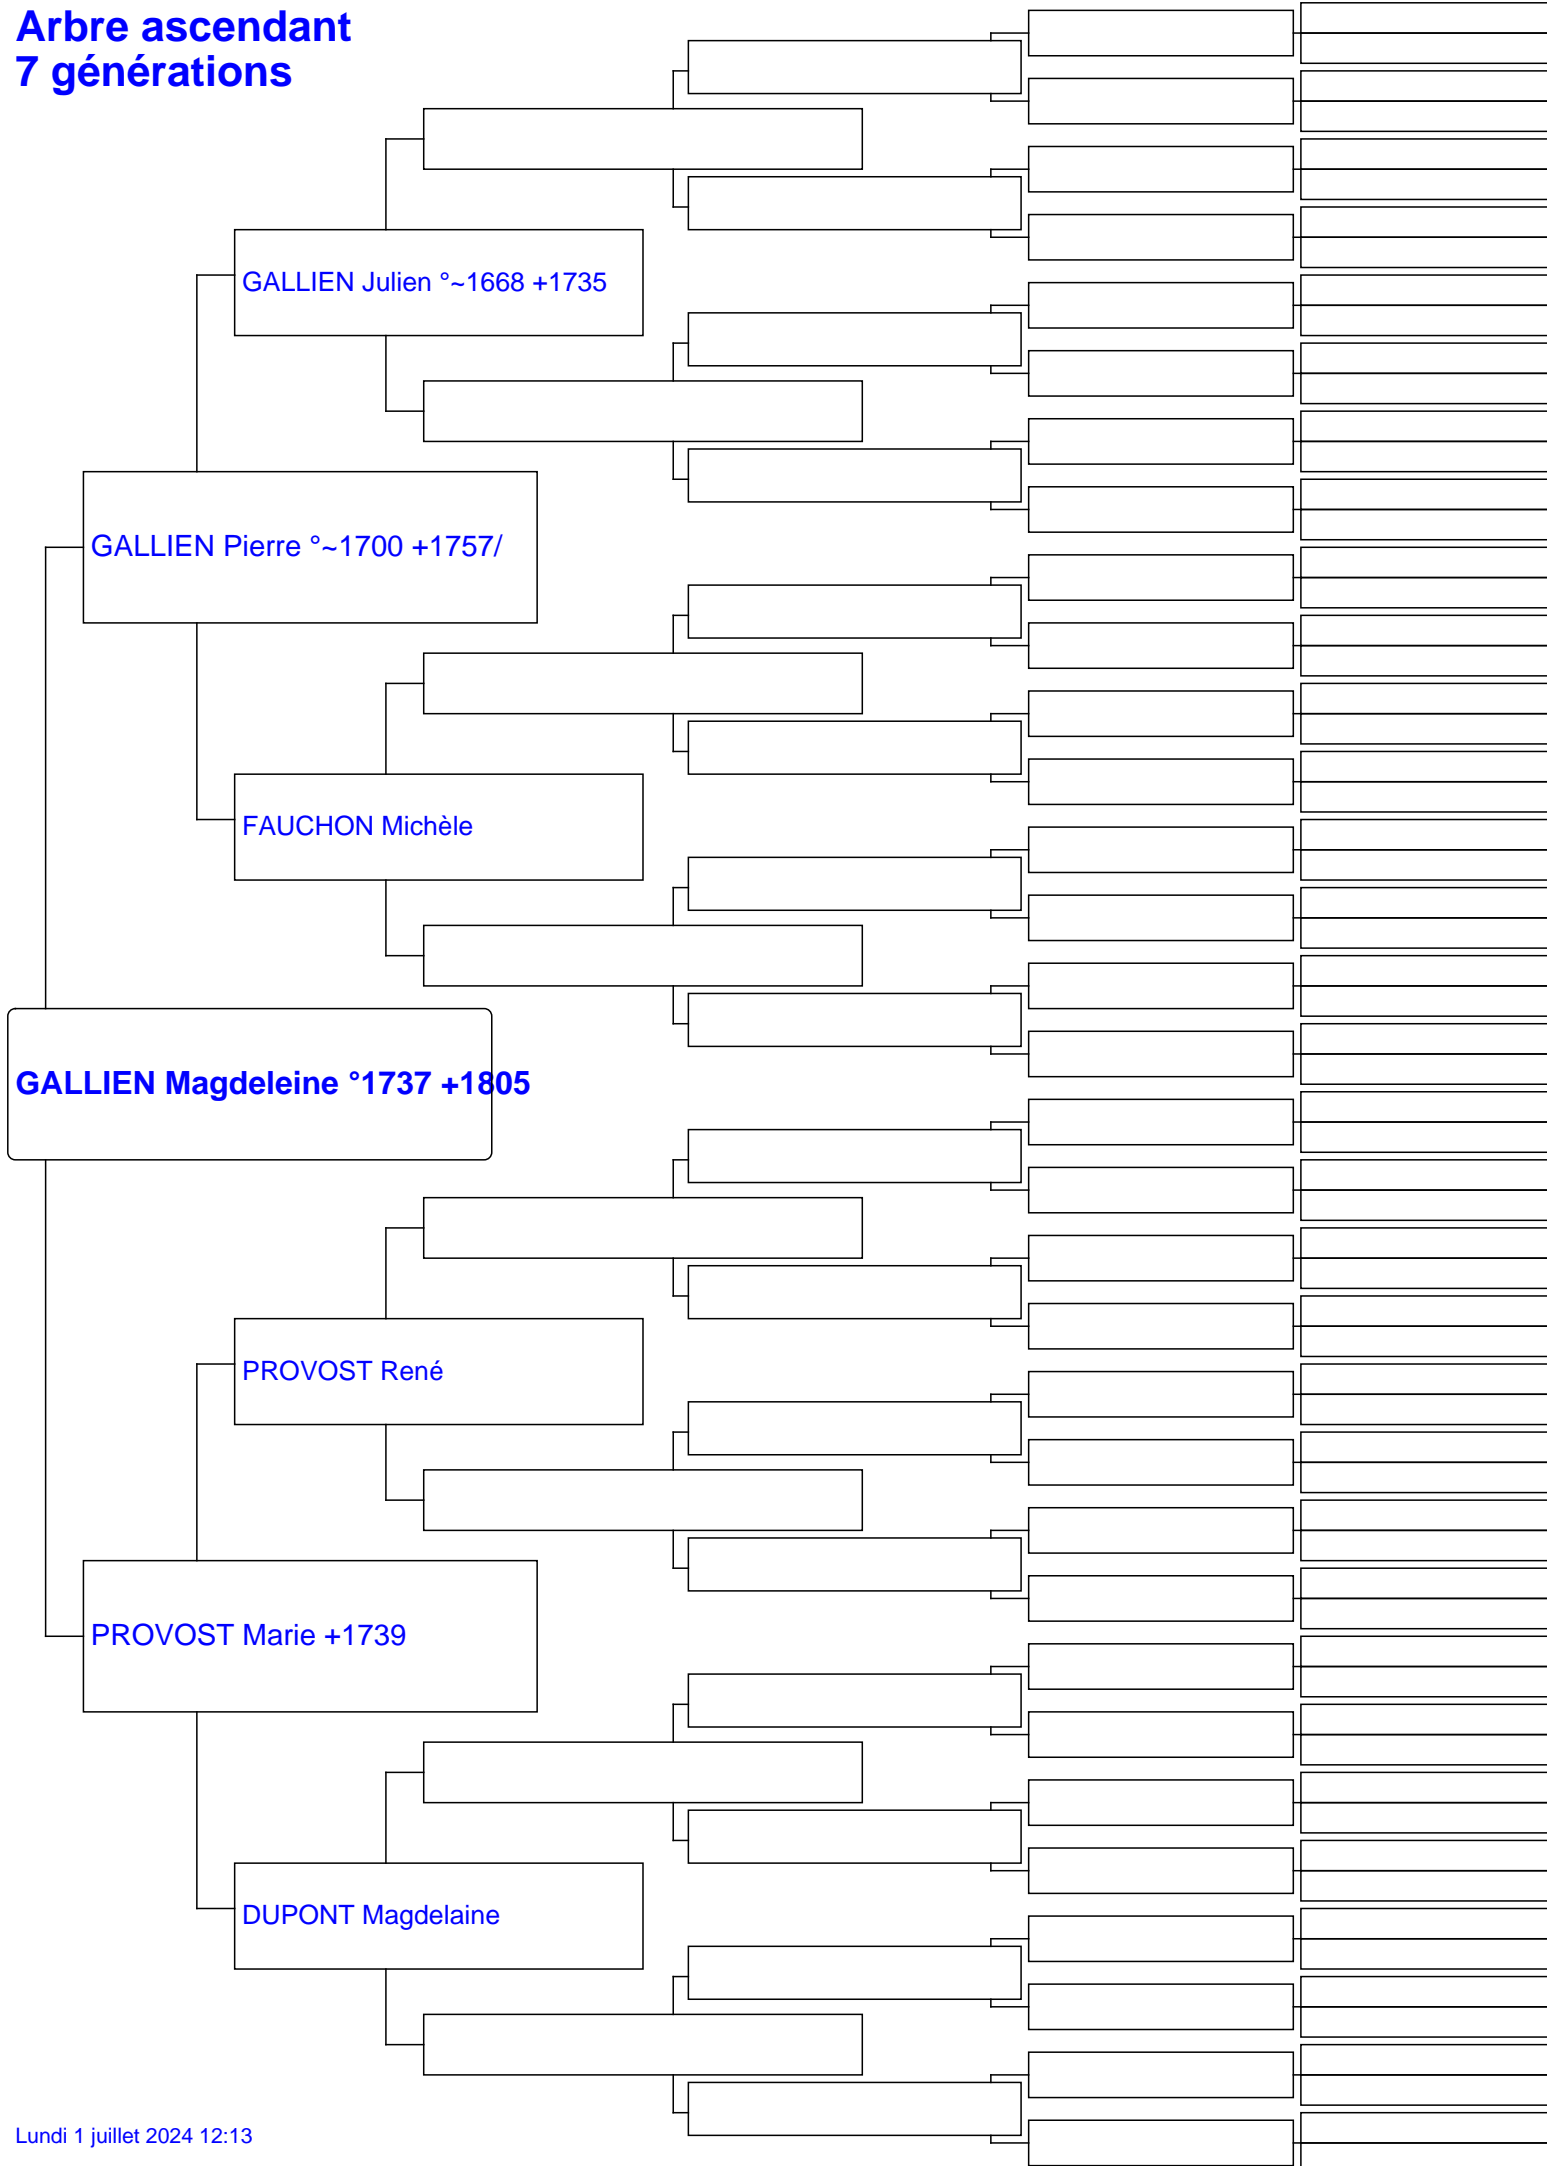 Arbre ascendant
7 générations
GALLIEN Julien °~1668 +1735
GALLIEN Pierre °~1700 +1757/
FAUCHON Michèle
GALLIEN Magdeleine °1737 +1805
PROVOST René
PROVOST Marie +1739
DUPONT Magdelaine
Lundi 1 juillet 2024 12:13